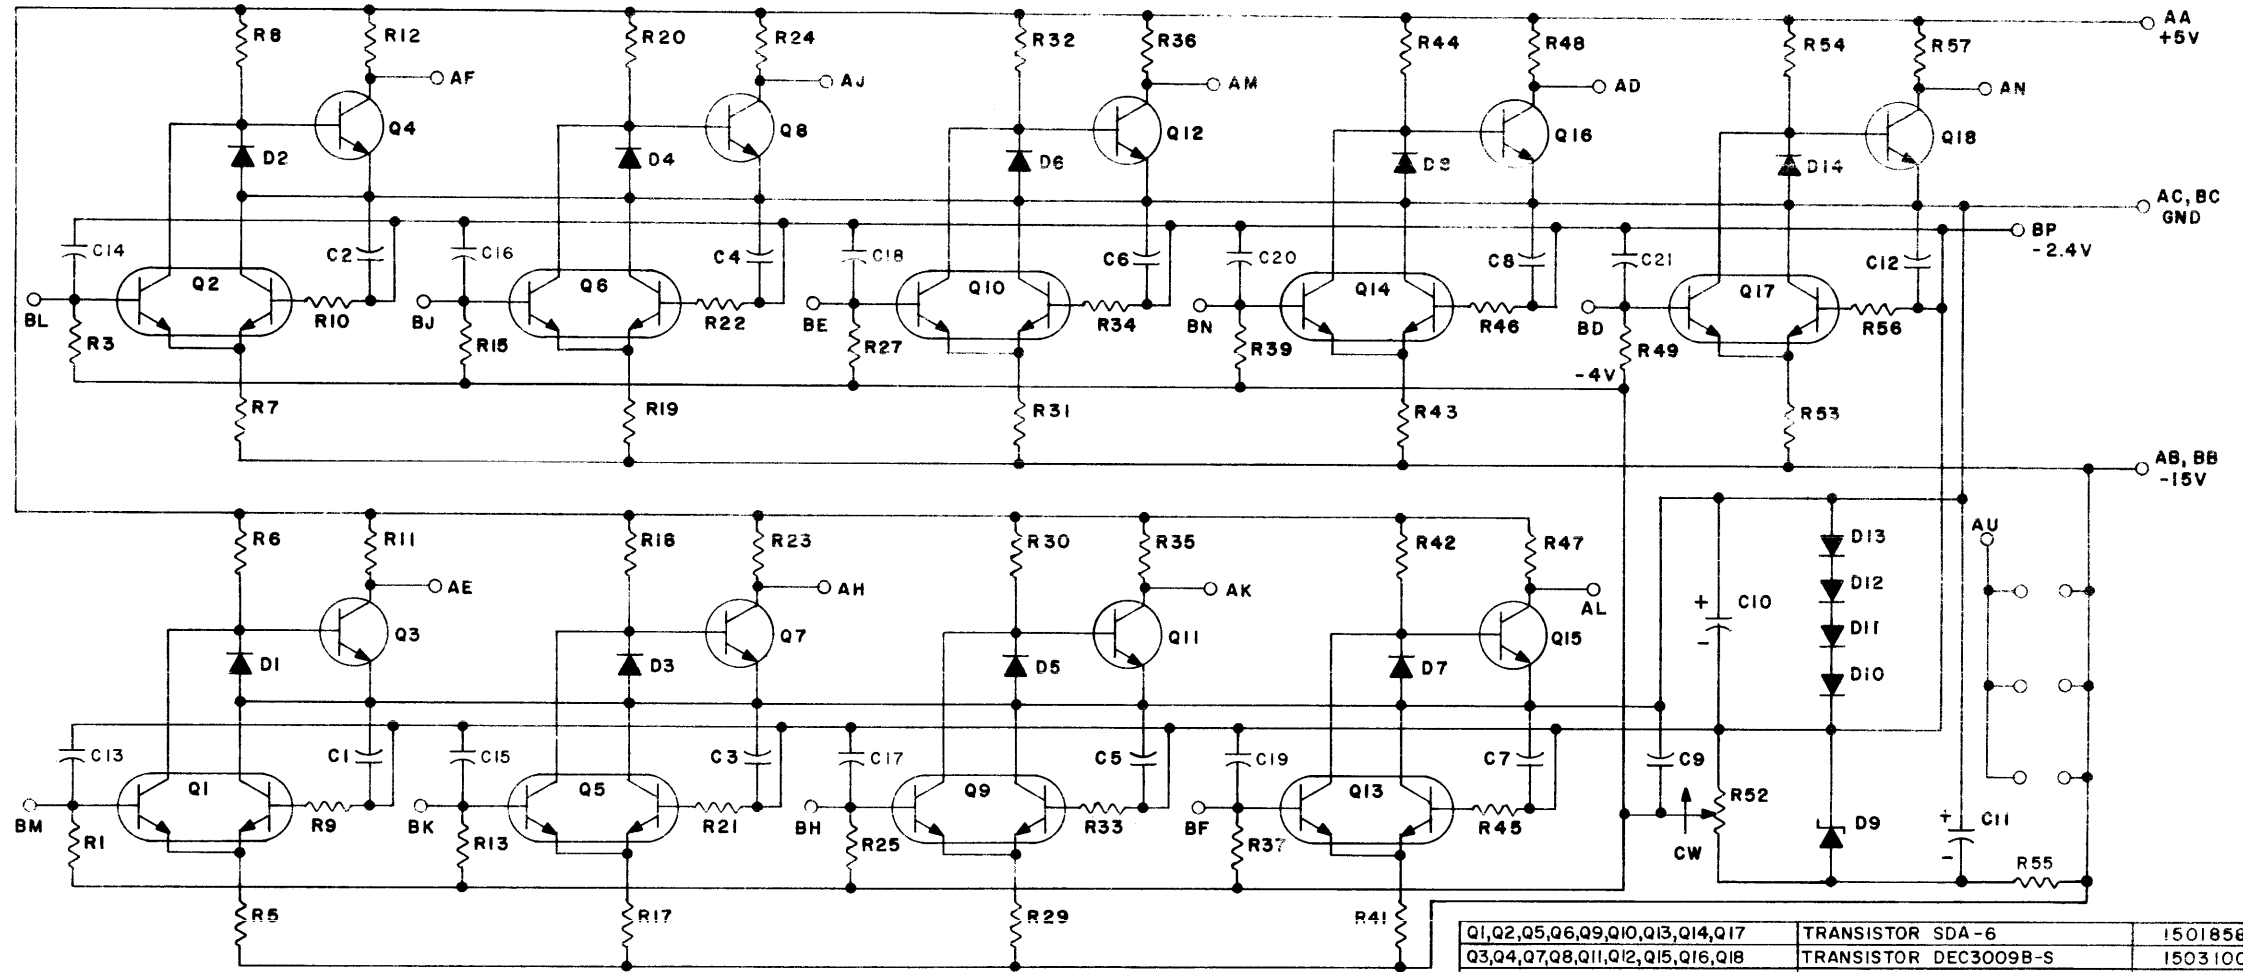 R8 R12 R20 R24 R32 R36 R44 R48 R54 R57 AA
+5V
AF AJ AM AD AN
Q4 Q8 Q12 Q16 Q18
D2 D4 D6 D8 D14
AC, BC
GND
C14 C2 C16 C4 C18 C6 C20 C8 C21 C12 BP
-2.4V
Q2 Q6 Q10 Q14 Q17
BL R10 BJ R22 BE R34 BN R46 BD R56
R3 R15 R27 R39 R49
-4V
R7 R19 R31 R43 R53
AB, BB
-15V
R6 R11 R18 R23 R30 R35 R42 R47 D13 AU
AE AH AK AL + C10 - D12
Q3 Q7 Q11 Q15 D11
D1 D3 D5 D7 D10
C13 C1 C15 C3 C17 C5 C19 C7 C9
Q1 Q5 Q9 Q13 R52
BM R9 BK R21 BH R33 BF R45 D9 + C11 -
R1 R13 R25 R37 CW R55
R5 R17 R29 R41
Q1,Q2,Q5,Q6,Q9,Q10,Q13,Q14,Q17 TRANSISTOR SDA-6 1501858
Q3,Q4,Q7,Q8,Q11,Q12,Q15,Q16,Q18 TRANSISTOR DEC3009B-S 1503100